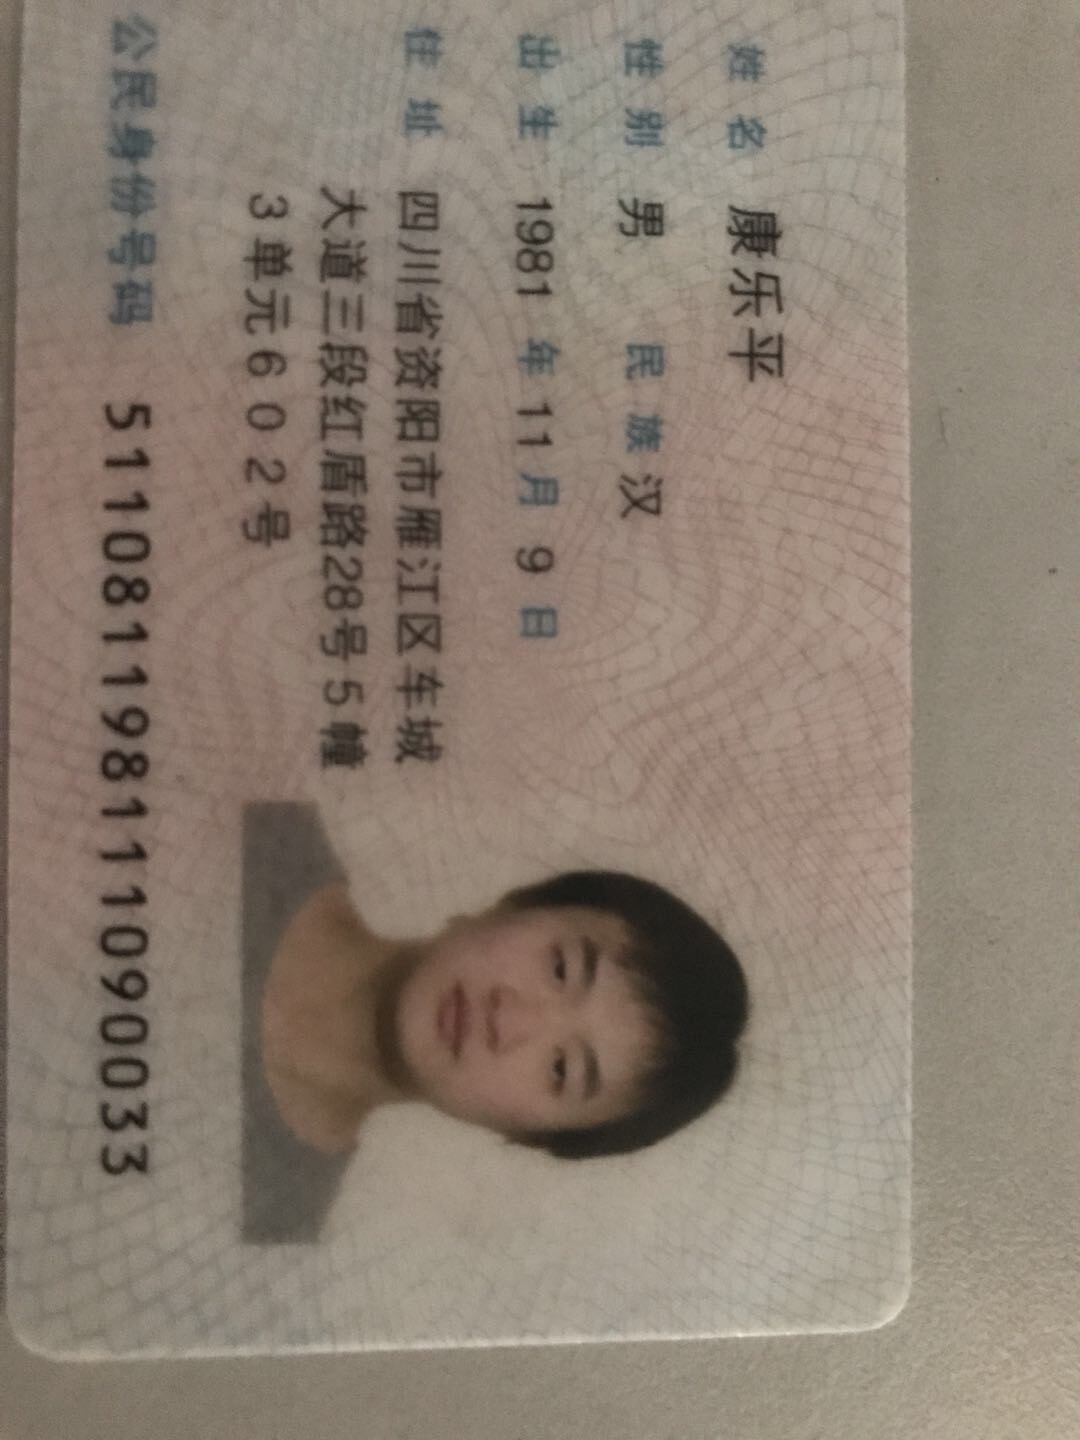 姓名 康乐平
性别 男 民族 汉
出生 1981 年 11 月 9 日
住址 四川省资阳市雁江区车城
大道三段红盾路28号5幢
3单元602号
公民身份号码 511081198111090033